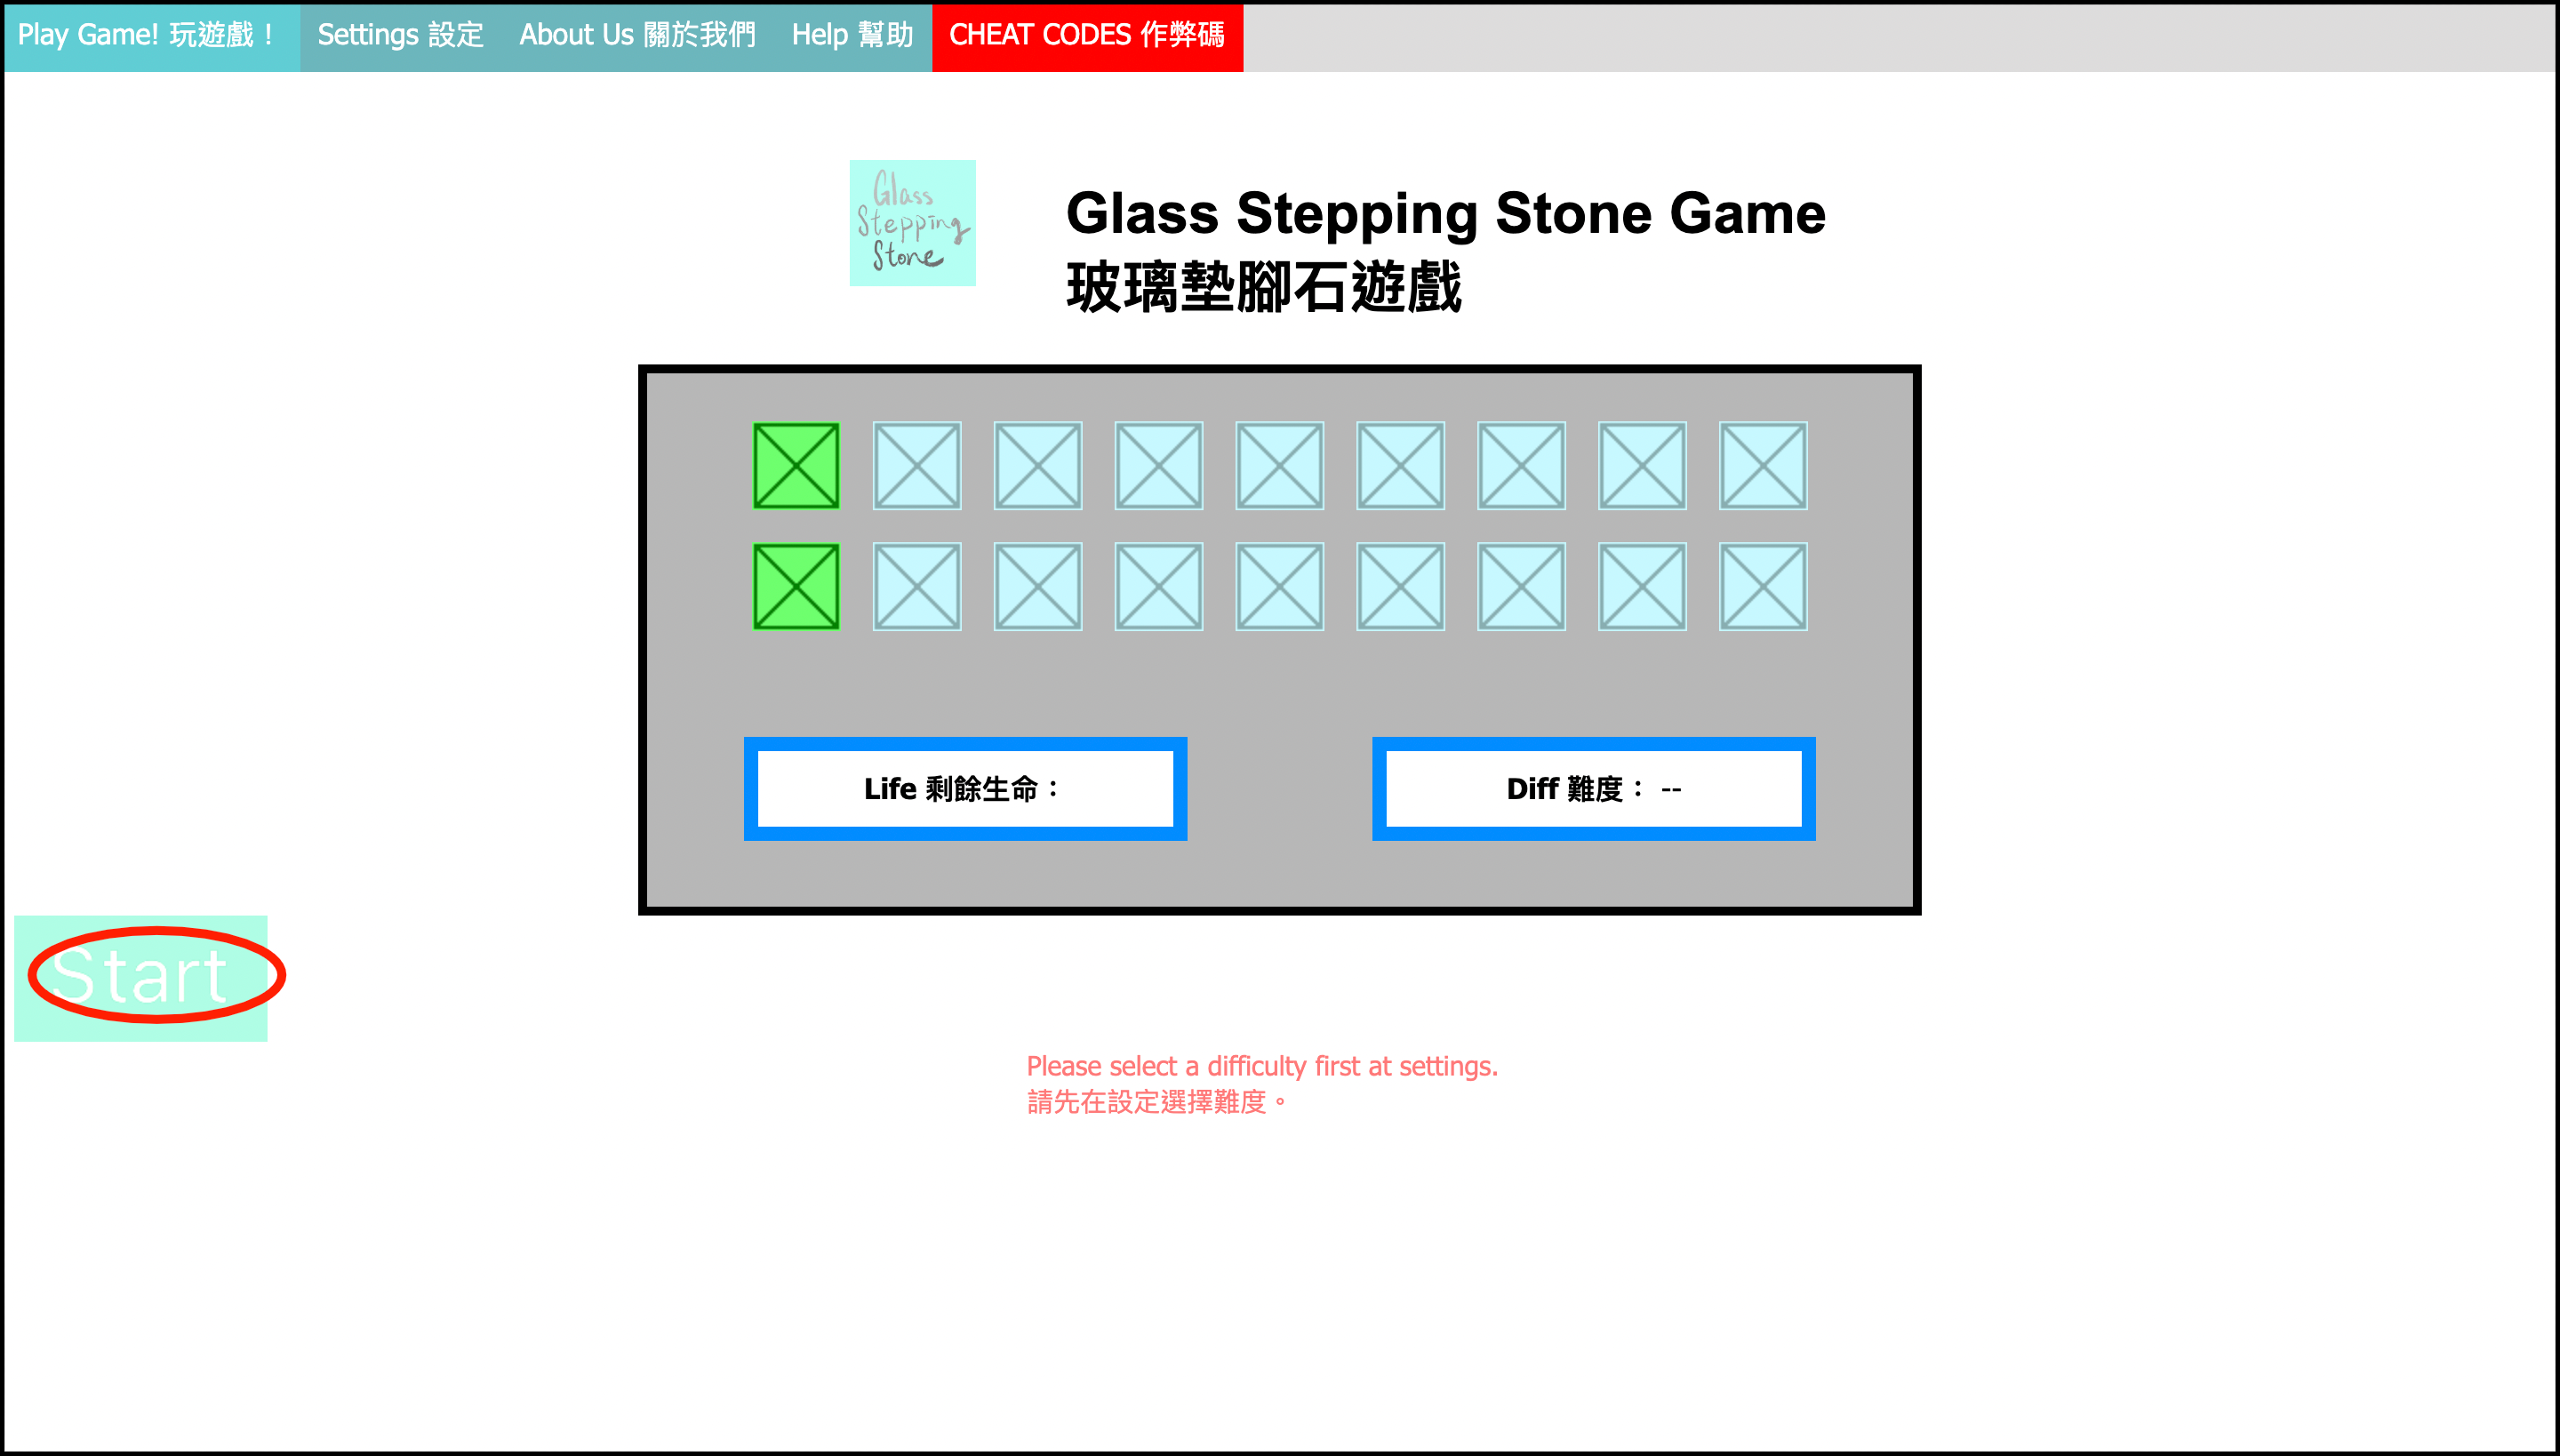 Play Game! 玩遊戲！ Settings 設定 About Us 關於我們 Help 幫助 CHEAT CODES 作弊碼
Glass
Stepping
Stone
Glass Stepping Stone Game
玻璃墊腳石遊戲
Life 剩餘生命： Diff 難度： --
Start
Please select a difficulty first at settings.
請先在設定選擇難度。